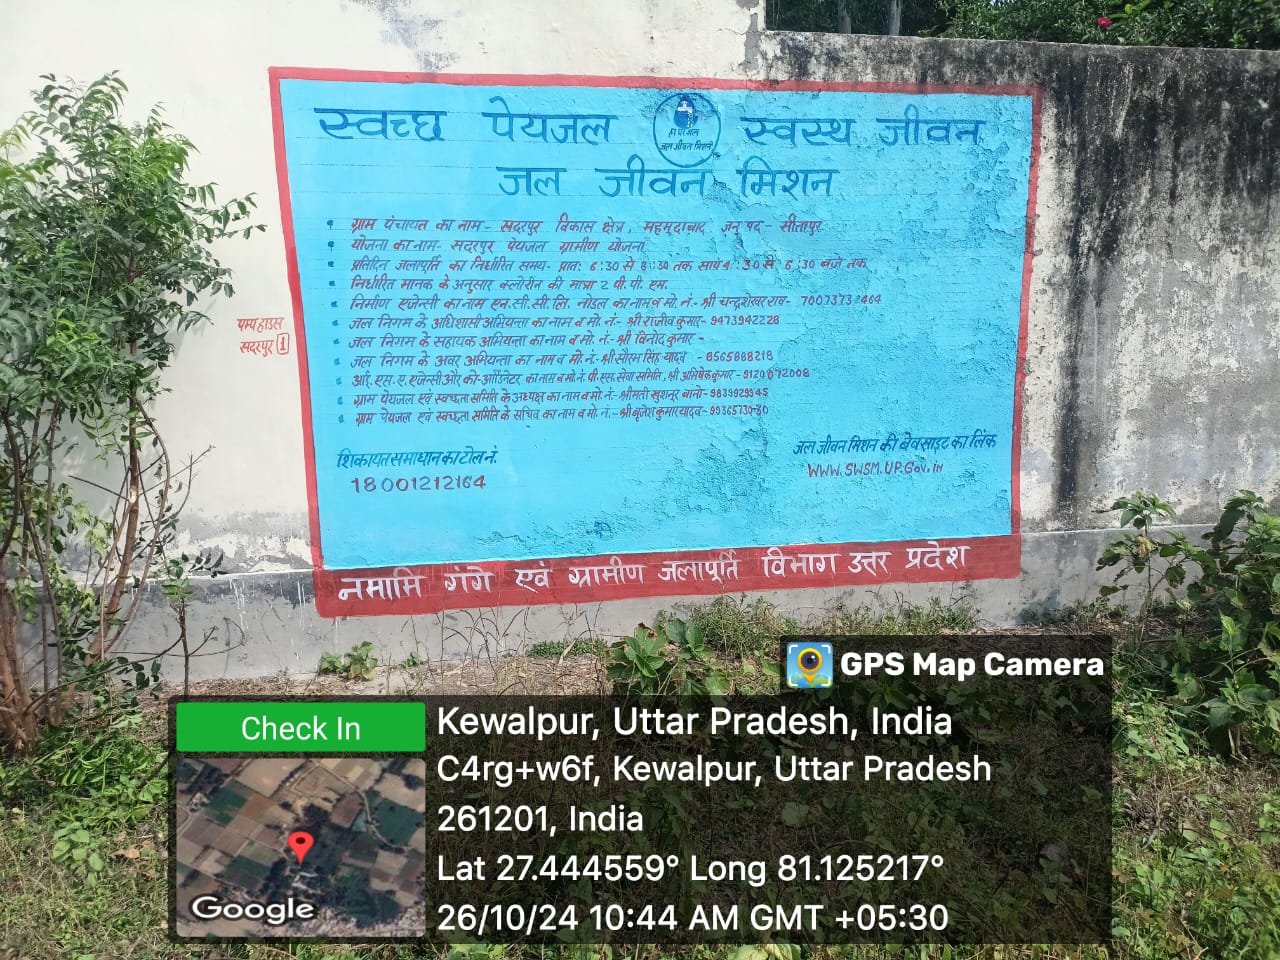 स्वच्छ पेयजल स्वस्थ जीवन
हर घर जल
जल जीवन मिशन
जल जीवन मिशन
ग्राम पंचायत का नाम - सदरपुर विकास क्षेत्र, महमूदाबाद जनपद - सीतापुर
योजना का नाम - सदरपुर पेयजल ग्रामीण योजना
प्रतिदिन जलापूर्ति का निर्धारित समय- प्रात: 6:30 से 8:30 तक सायं 4:30 से 6:30 बजे तक
निर्धारित मानक के अनुसार क्लोरीन की मात्रा 2 पी. पी. एम.
निर्माण एजेन्सी का नाम एन.सी.सी.लि. नोडल का नाम व मो. नं.- श्री चन्द्रशेखर राव-
जल निगम के अधिशासी अभियन्ता का नाम व मो. नं- श्री राजीव कुमार- 9473942228
जल निगम के सहायक अभियन्ता का नाम व मो. नं.- श्री विनोद कुमार -
जल निगम के अवर अभियन्ता का नाम व मो. नं.- श्री सौरभ सिंह यादव - 8565888218
आई. एस. ए. एजेन्सी और को-आर्डिनेटर का नाम व मो. नं. पी. एस. सेवा समिति, श्री अभिषेक कुमार - 9120072008
ग्राम पेयजल एवं स्वच्छता समिति के अध्यक्ष का नाम व मो. नं.- श्रीमती खुशनूर बानो- 9839929545
ग्राम पेयजल एवं स्वच्छता समिति के सचिव का नाम व मो. नं.- श्री बृजेश कुमार यादव-
पम्प हाउस
सदरपुर 1
शिकायत समाधान का टोल नं.
18001212164
जल जीवन मिशन की वेबसाइट का लिंक
WWW.SWSM.UP.Gov.in
नमामि गंगे एवं ग्रामीण जलापूर्ति विभाग उत्तर प्रदेश
GPS Map Camera
Check In
Kewalpur, Uttar Pradesh, India
C4rg+w6f, Kewalpur, Uttar Pradesh
261201, India
Lat 27.444559° Long 81.125217°
26/10/24 10:44 AM GMT +05:30
Google